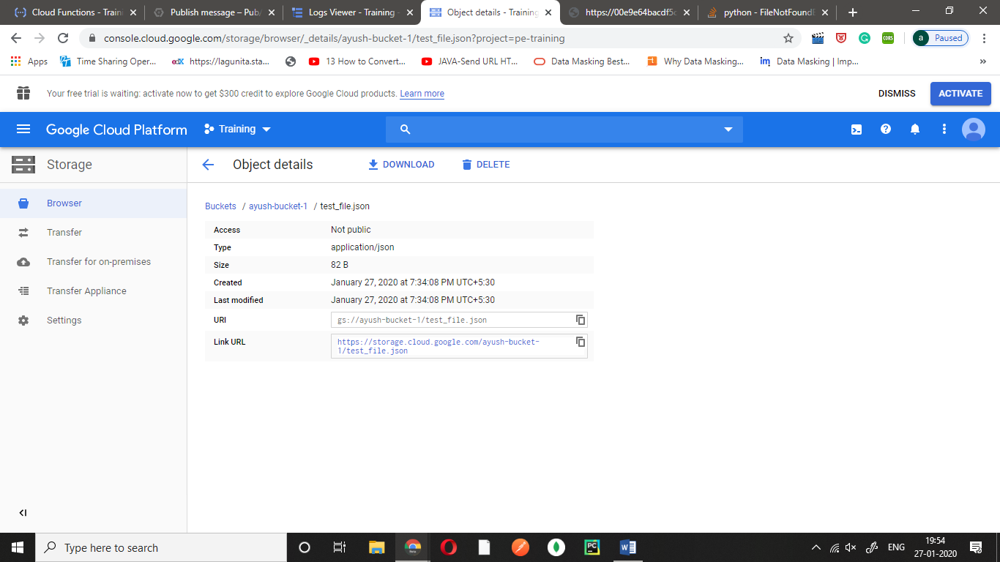 Cloud Functions - Traini
Publish message – Pub/
Logs Viewer - Training -
Object details - Training
https://00e9e64bacdf5c
python - FileNotFoundE
console.cloud.google.com/storage/browser/_details/ayush-bucket-1/test_file.json?project=pe-training
CORS
a Paused
Apps
Time Sharing Oper...
edX https://lagunita.sta...
13 How to Convert...
JAVA-Send URL HT...
Data Masking Best...
Why Data Masking...
im Data Masking | Imp...
»
Your free trial is waiting: activate now to get $300 credit to explore Google Cloud products. Learn more
DISMISS
ACTIVATE
Google Cloud Platform
Training
Storage
Object details
DOWNLOAD
DELETE
Browser
Transfer
Transfer for on-premises
Transfer Appliance
Settings
Buckets / ayush-bucket-1 / test_file.json
Access Not public
Type application/json
Size 82 B
Created January 27, 2020 at 7:34:08 PM UTC+5:30
Last modified January 27, 2020 at 7:34:08 PM UTC+5:30
URI gs://ayush-bucket-1/test_file.json
Link URL https://storage.cloud.google.com/ayush-bucket-
1/test_file.json
Type here to search
PC
W
ENG
19:54
27-01-2020